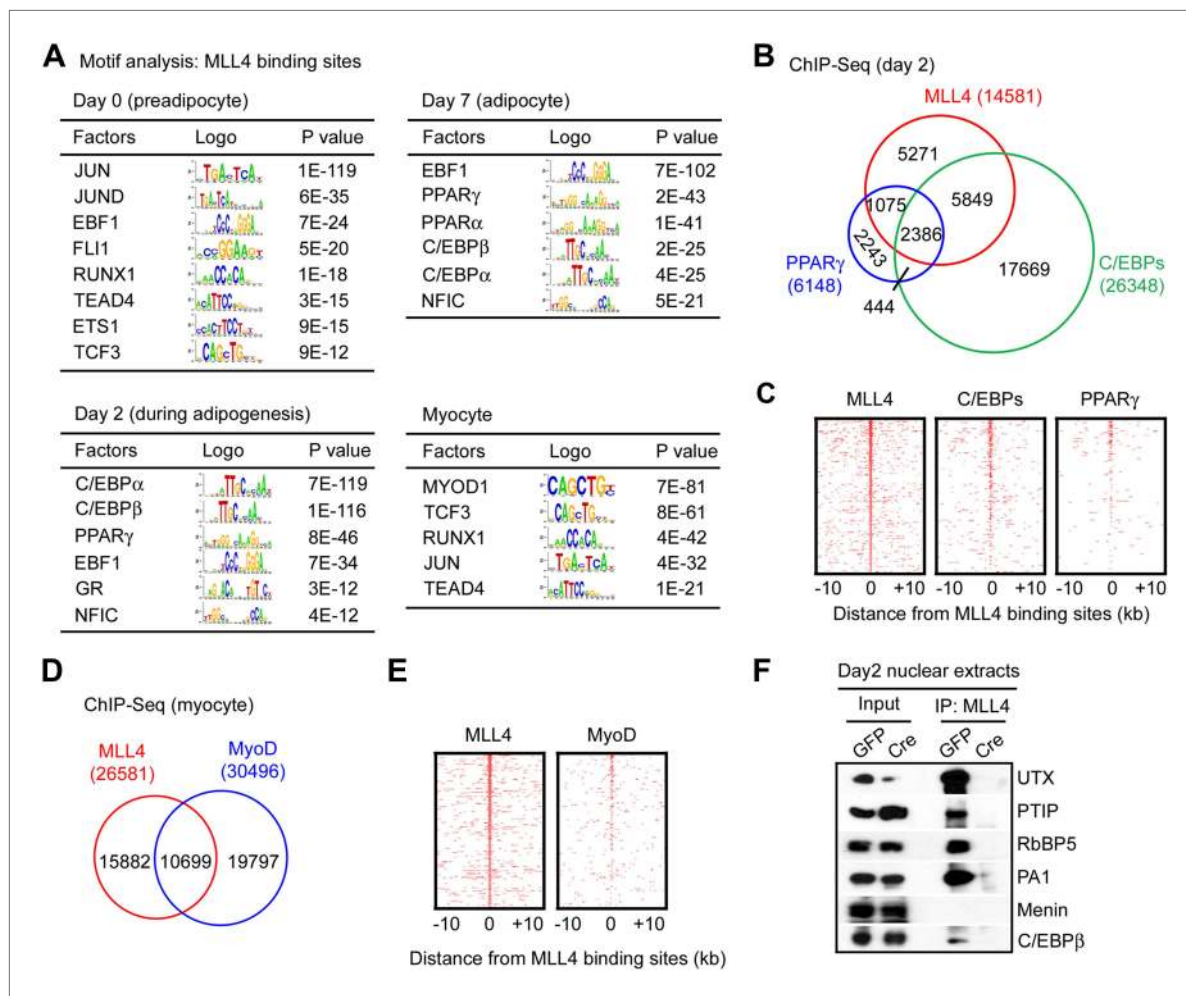 A Motif analysis: MLL4 binding sites
Day 0 (preadipocyte)
Factors Logo P value
JUN 1E-119
JUND 6E-35
EBF1 7E-24
FLI1 5E-20
RUNX1 1E-18
TEAD4 3E-15
ETS1 9E-15
TCF3 9E-12
Day 7 (adipocyte)
Factors Logo P value
EBF1 7E-102
PPARγ 2E-43
PPARα 1E-41
C/EBPβ 2E-25
C/EBPα 4E-25
NFIC 5E-21
Day 2 (during adipogenesis)
Factors Logo P value
C/EBPα 7E-119
C/EBPβ 1E-116
PPARγ 8E-46
EBF1 7E-34
GR 3E-12
NFIC 4E-12
Myocyte
Factors Logo P value
MYOD1 7E-81
TCF3 8E-61
RUNX1 4E-42
JUN 4E-32
TEAD4 1E-21
B ChIP-Seq (day 2)
MLL4 (14581)
5271
1075 5849
2243 2386
17669
PPARγ
(6148)
C/EBPs
(26348)
444
C
MLL4 C/EBPs PPARγ
-10 0 +10 -10 0 +10 -10 0 +10
Distance from MLL4 binding sites (kb)
D
ChIP-Seq (myocyte)
MLL4
(26581)
MyoD
(30496)
15882 10699 19797
E
MLL4 MyoD
-10 0 +10 -10 0 +10
Distance from MLL4 binding sites (kb)
F
Day2 nuclear extracts
Input IP: MLL4
GFP Cre GFP Cre
UTX
PTIP
RbBP5
PA1
Menin
C/EBPβ